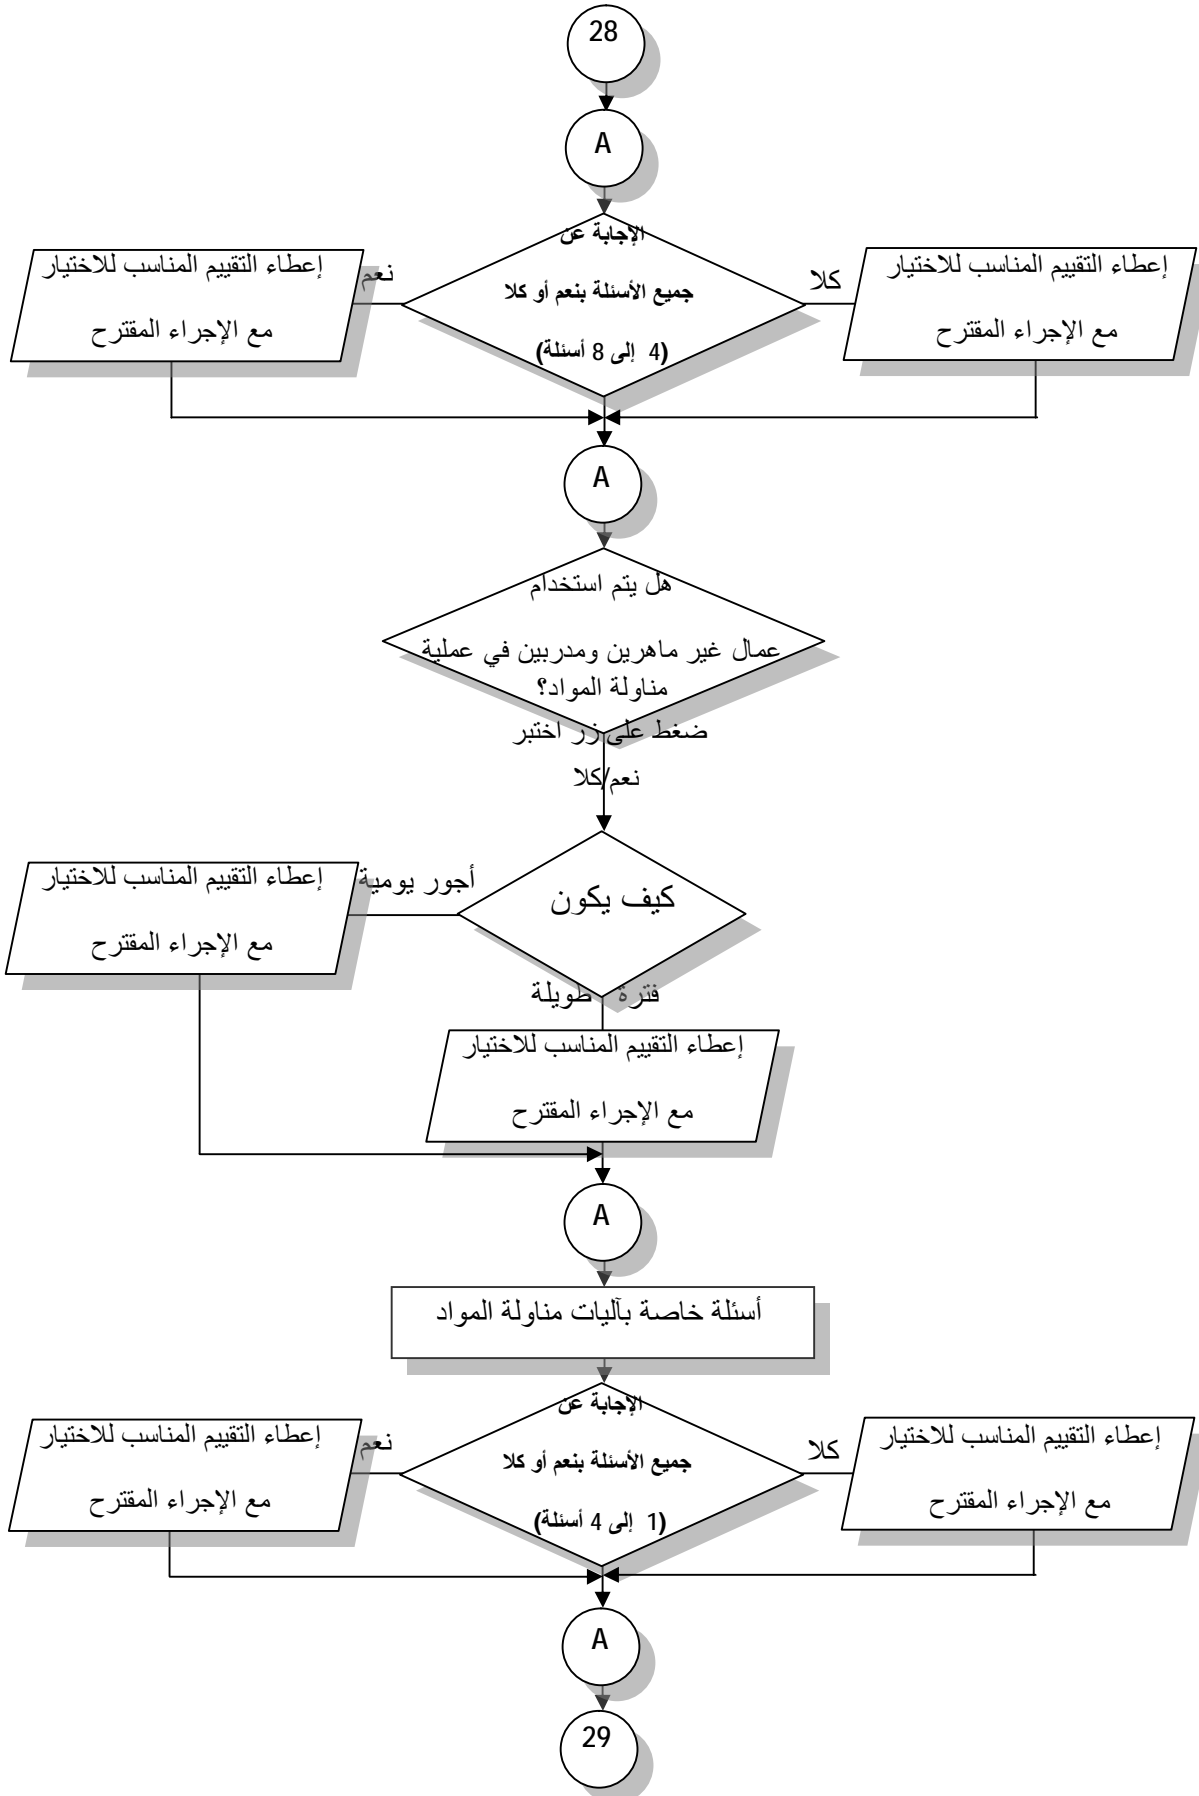 28
A
الإجابة عن
جميع الأسئلة بنعم أو كلا
(4 إلى 8 أسئلة)
كلا
إعطاء التقييم المناسب للاختيار
مع الإجراء المقترح
نعم
إعطاء التقييم المناسب للاختيار
مع الإجراء المقترح
A
هل يتم استخدام
عمال غير ماهرين ومدربين في عملية
مناولة المواد؟
ضغط على زر اختبر
نعم/كلا
كيف يكون
أجور يومية
إعطاء التقييم المناسب للاختيار
مع الإجراء المقترح
فترة طويلة
إعطاء التقييم المناسب للاختيار
مع الإجراء المقترح
A
أسئلة خاصة بآليات مناولة المواد
الإجابة عن
جميع الأسئلة بنعم أو كلا
(1 إلى 4 أسئلة)
كلا
إعطاء التقييم المناسب للاختيار
مع الإجراء المقترح
نعم
إعطاء التقييم المناسب للاختيار
مع الإجراء المقترح
A
29